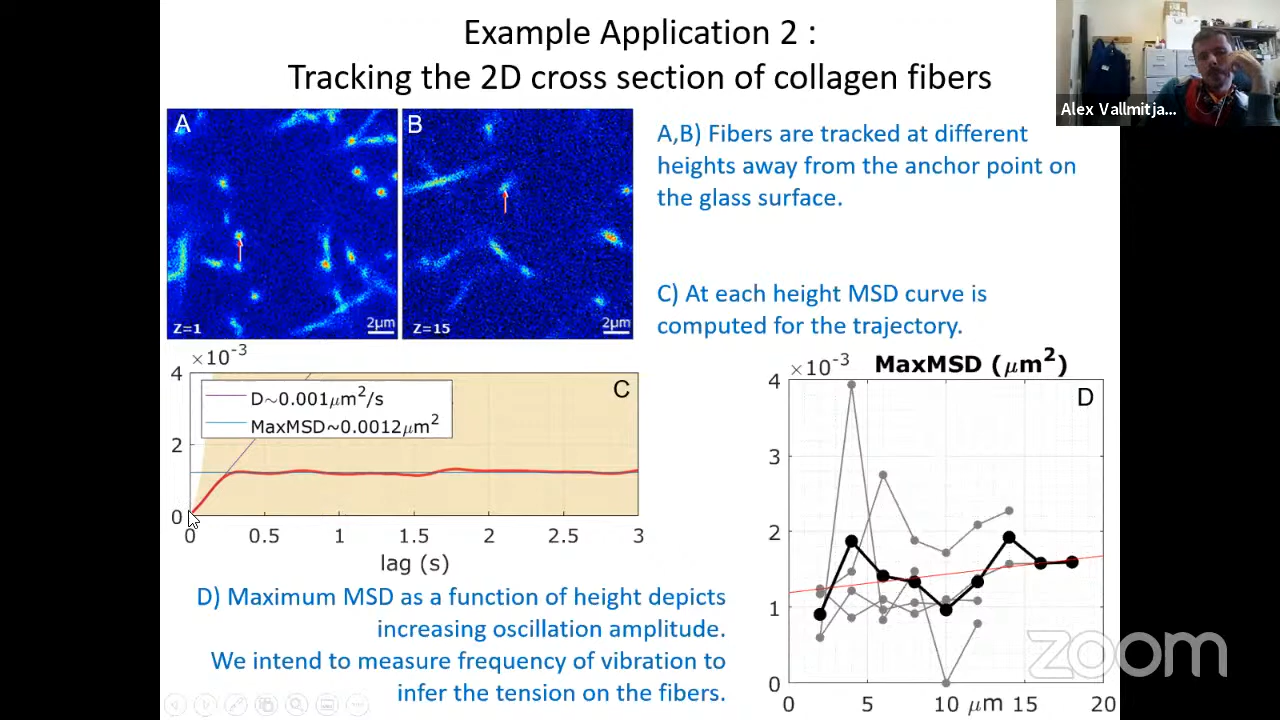 Example Application 2 :
Tracking the 2D cross section of collagen fibers
Alex Vallmitja...
A
Z=1
2μm
B
Z=15
2μm
A,B) Fibers are tracked at different
heights away from the anchor point on
the glass surface.
C) At each height MSD curve is
computed for the trajectory.
×10⁻³
C
D~0.001μm²/s
MaxMSD~0.0012μm²
4
2
0
0 0.5 1 1.5 2 2.5 3
lag (s)
D) Maximum MSD as a function of height depicts
increasing oscillation amplitude.
We intend to measure frequency of vibration to
infer the tension on the fibers.
×10⁻³ MaxMSD (μm²)
D
4
3
2
1
0
0 5 10 μm 15 20
zoom